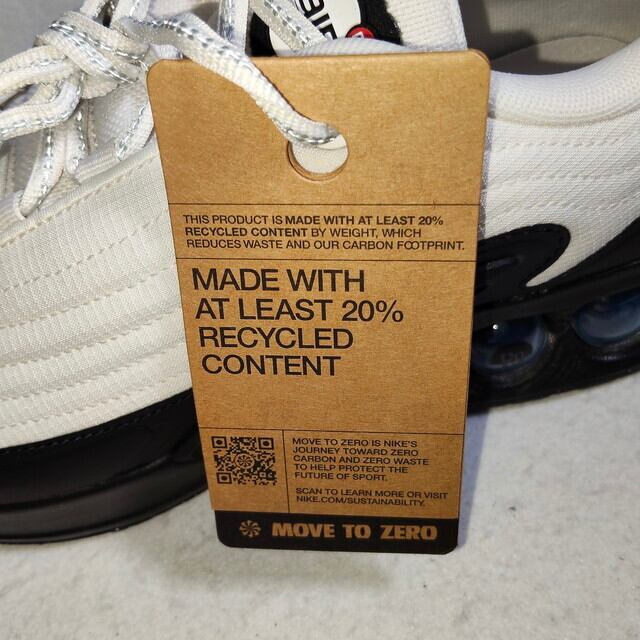 AIR
THIS PRODUCT IS MADE WITH AT LEAST 20%
RECYCLED CONTENT BY WEIGHT, WHICH
REDUCES WASTE AND OUR CARBON FOOTPRINT.
MADE WITH
AT LEAST 20%
RECYCLED
CONTENT
MOVE TO ZERO IS NIKE'S
JOURNEY TOWARD ZERO
CARBON AND ZERO WASTE
TO HELP PROTECT THE
FUTURE OF SPORT.
SCAN TO LEARN MORE OR VISIT
NIKE.COM/SUSTAINABILITY.
MOVE TO ZERO